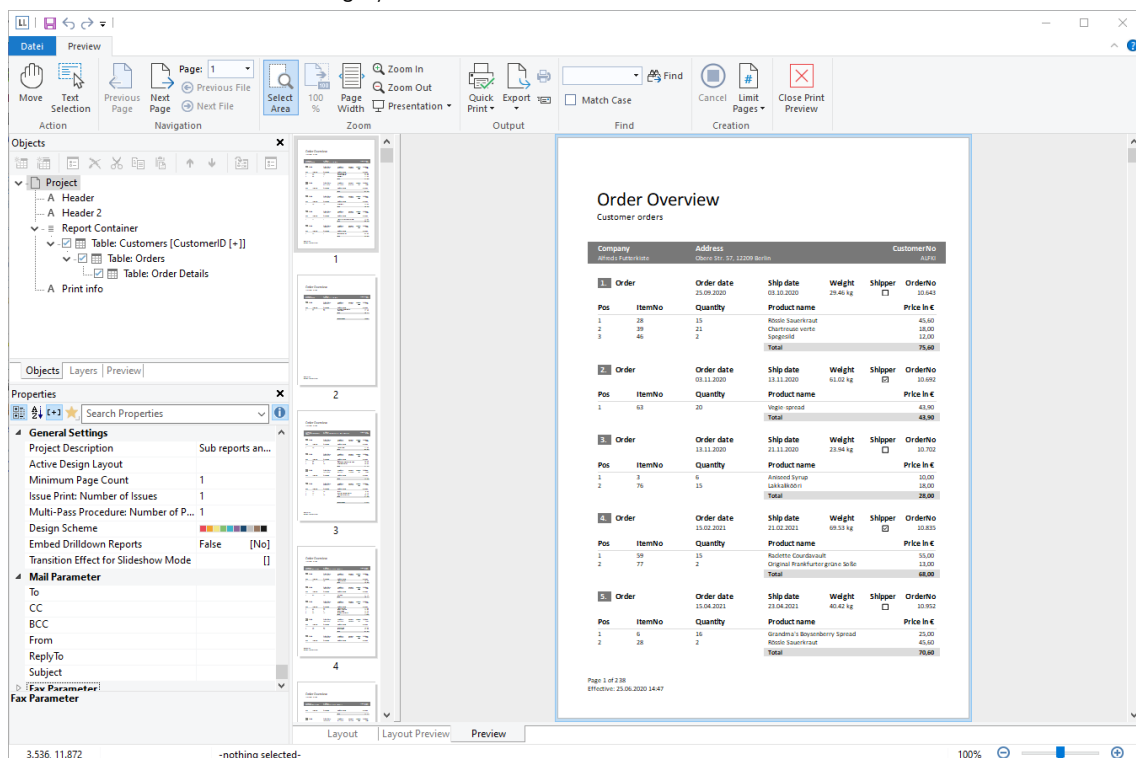 LL
Datei Preview
Move
Text Selection
Action
Previous Page
Next Page
Page: 1
Previous File
Next File
Navigation
Select Area
100 %
Page Width
Zoom In
Zoom Out
Presentation
Zoom
Quick Print
Export
Output
Find
Match Case
Find
Cancel
Limit Pages
Creation
Close Print Preview
Objects
Project
A Header
A Header 2
Report Container
Table: Customers [CustomerID [+]]
Table: Orders
Table: Order Details
A Print info
Objects Layers Preview
Properties
Search Properties
General Settings
Project Description Sub reports an...
Active Design Layout
Minimum Page Count 1
Issue Print: Number of Issues 1
Multi-Pass Procedure: Number of P... 1
Design Scheme
Embed Drilldown Reports False [No]
Transition Effect for Slideshow Mode []
Mail Parameter
To
CC
BCC
From
ReplyTo
Subject
Fax Parameter
Fax Parameter
1
2
3
4
Order Overview
Customer orders
Company Address CustomerNo
Alfreds Futterkiste Obere Str. 57, 12209 Berlin ALFKI
1. Order Order date Ship date Weight Shipper OrderNo
25.09.2020 03.10.2020 29.46 kg 10.643
Pos ItemNo Quantity Product name Price in €
1 28 15 Rössle Sauerkraut 45,60
2 39 21 Chartreuse verte 18,00
3 46 2 Spegesild 12,00
Total 75,60
2. Order Order date Ship date Weight Shipper OrderNo
03.11.2020 13.11.2020 61.02 kg 10.692
Pos ItemNo Quantity Product name Price in €
1 63 20 Vegie-spread 43,90
Total 43,90
3. Order Order date Ship date Weight Shipper OrderNo
13.11.2020 21.11.2020 23.94 kg 10.702
Pos ItemNo Quantity Product name Price in €
1 3 6 Aniseed Syrup 10,00
2 76 15 Lakkalikööri 18,00
Total 28,00
4. Order Order date Ship date Weight Shipper OrderNo
15.02.2021 21.02.2021 69.53 kg 10.835
Pos ItemNo Quantity Product name Price in €
1 59 15 Raclette Courdavault 55,00
2 77 2 Original Frankfurter grüne Soße 13,00
Total 68,00
5. Order Order date Ship date Weight Shipper OrderNo
15.04.2021 23.04.2021 40.42 kg 10.952
Pos ItemNo Quantity Product name Price in €
1 6 16 Grandma's Boysenberry Spread 25,00
2 28 2 Rössle Sauerkraut 45,60
Total 70,60
Page 1 of 238
Effective: 25.06.2020 14:47
Layout Layout Preview Preview
3.536, 11.872 -nothing selected- 100%